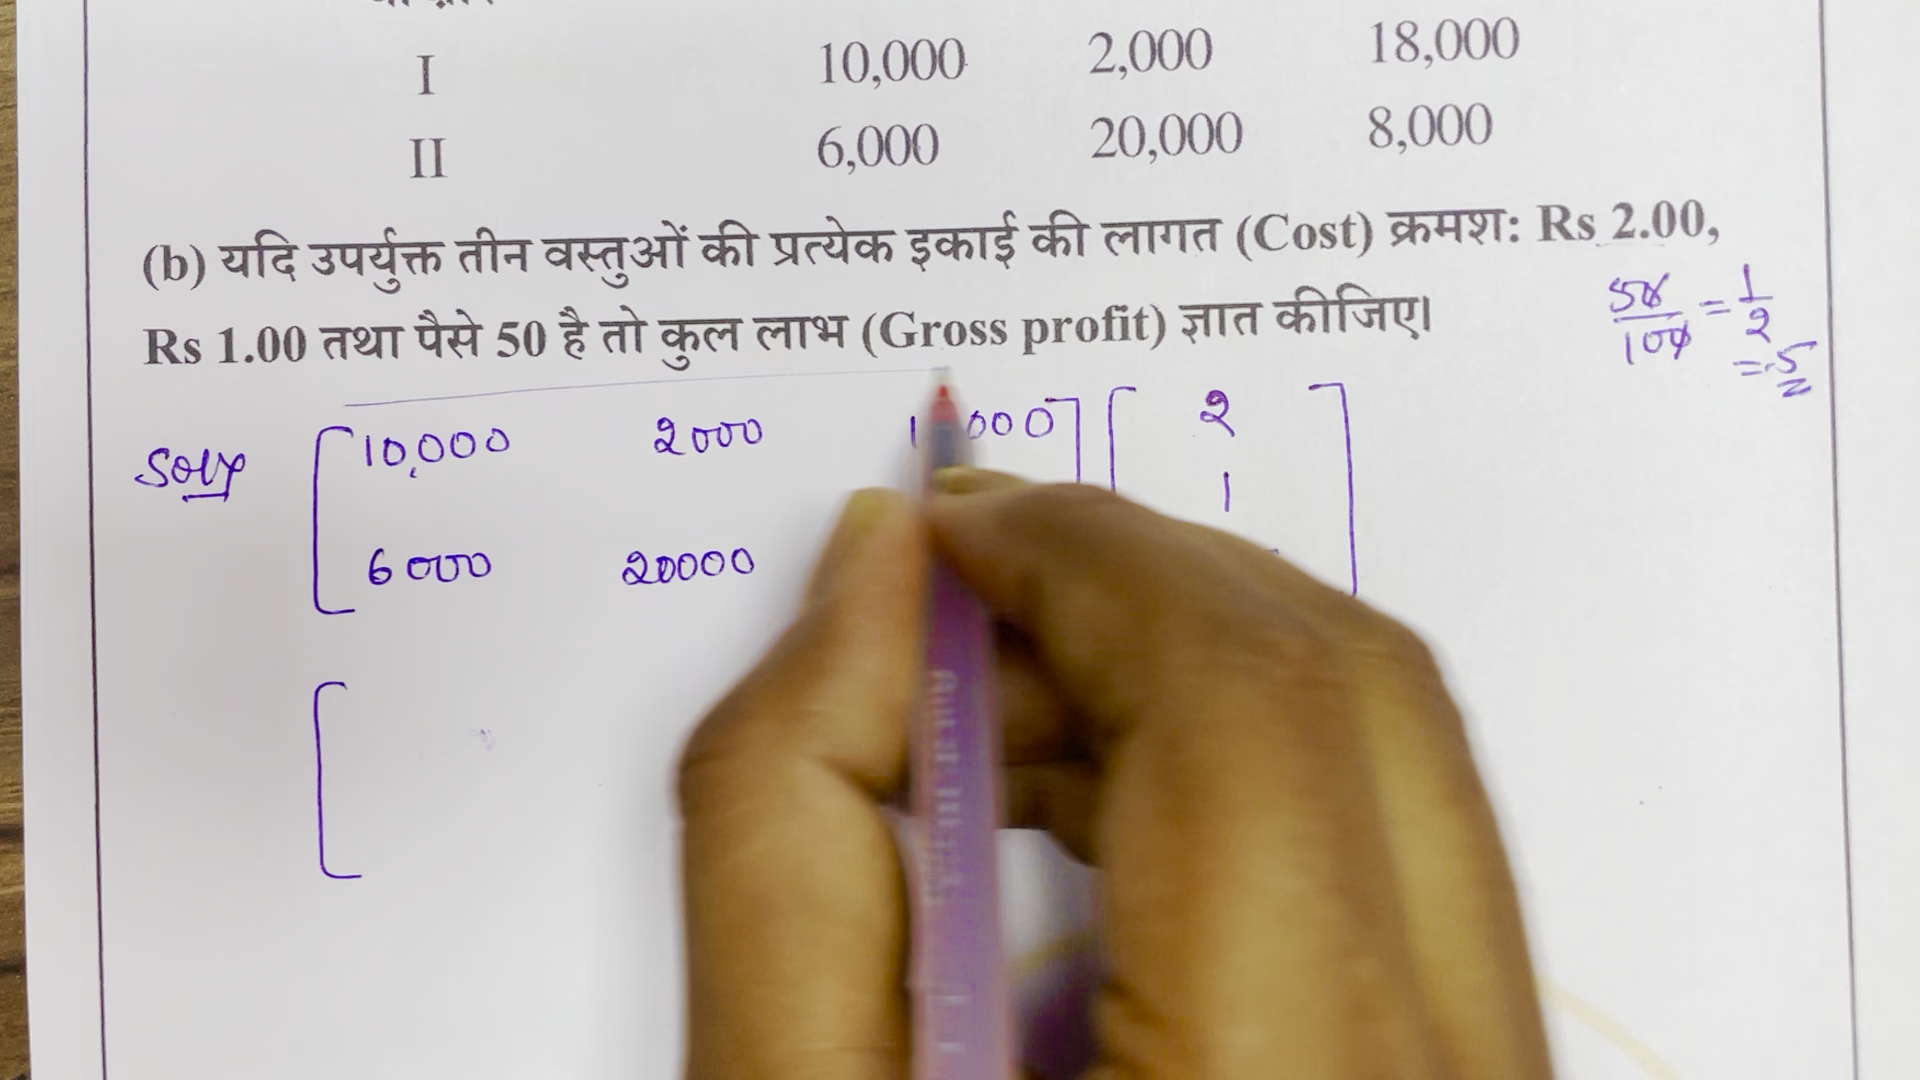 I 10,000 2,000 18,000
II 6,000 20,000 8,000
(b) यदि उपर्युक्त तीन वस्तुओं की प्रत्येक इकाई की लागत (Cost) क्रमश: Rs 2.00,
Rs 1.00 तथा पैसे 50 है तो कुल लाभ (Gross profit) ज्ञात कीजिए।
50/100 = 1/2
= .5
Solⁿ [ 10,000 2000 000 ] [ 2 ]
1
6000 20000
[